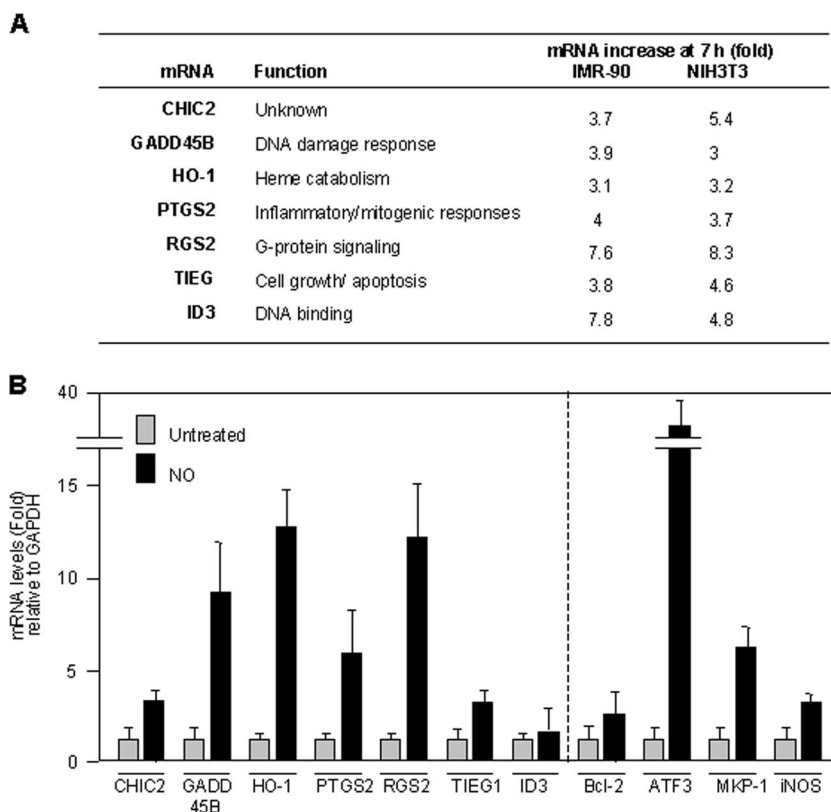 A
mRNA increase at 7 h (fold)
mRNA Function IMR-90 NIH3T3
CHIC2 Unknown 3.7 5.4
GADD45B DNA damage response 3.9 3
HO-1 Heme catabolism 3.1 3.2
PTGS2 Inflammatory/mitogenic responses 4 3.7
RGS2 G-protein signaling 7.6 8.3
TIEG Cell growth/ apoptosis 3.8 4.6
ID3 DNA binding 7.8 4.8
B
mRNA levels (Fold)
relative to GAPDH
40
15
10
5
0
Untreated
NO
CHIC2 GADD HO-1 PTGS2 RGS2 TIEG1 ID3 Bcl-2 ATF3 MKP-1 iNOS
45B